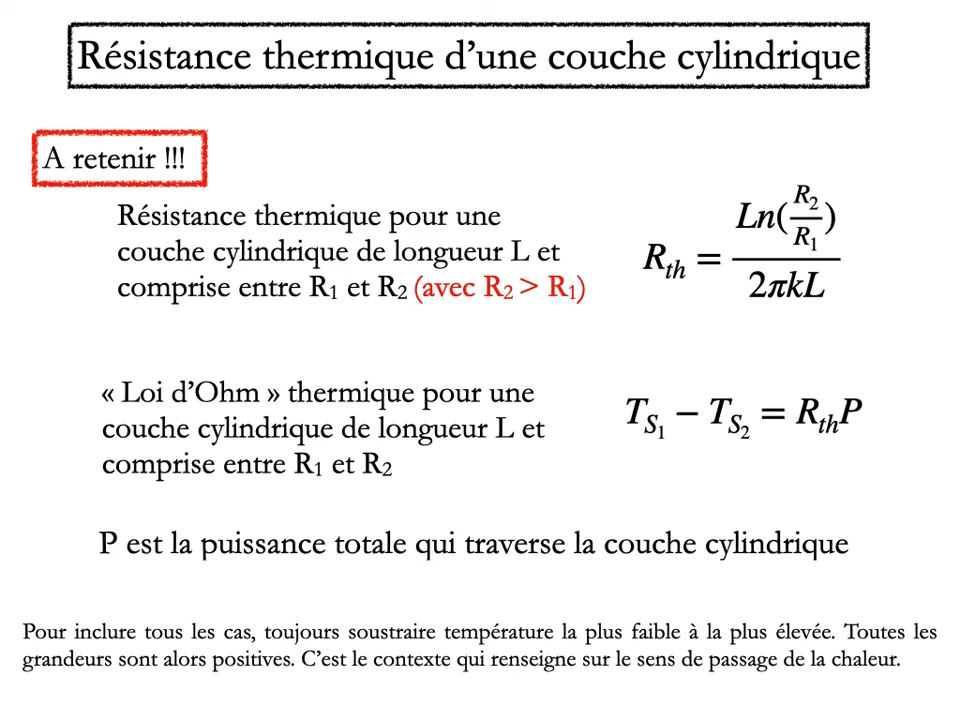 Résistance thermique d’une couche cylindrique
A retenir !!!
Résistance thermique pour une
couche cylindrique de longueur L et
comprise entre R₁ et R₂ (avec R₂ > R₁)
R_th = Ln(R₂/R₁) / 2πkL
« Loi d’Ohm » thermique pour une
couche cylindrique de longueur L et
comprise entre R₁ et R₂
T_S₁ − T_S₂ = R_th P
P est la puissance totale qui traverse la couche cylindrique
Pour inclure tous les cas, toujours soustraire température la plus faible à la plus élevée. Toutes les
grandeurs sont alors positives. C’est le contexte qui renseigne sur le sens de passage de la chaleur.